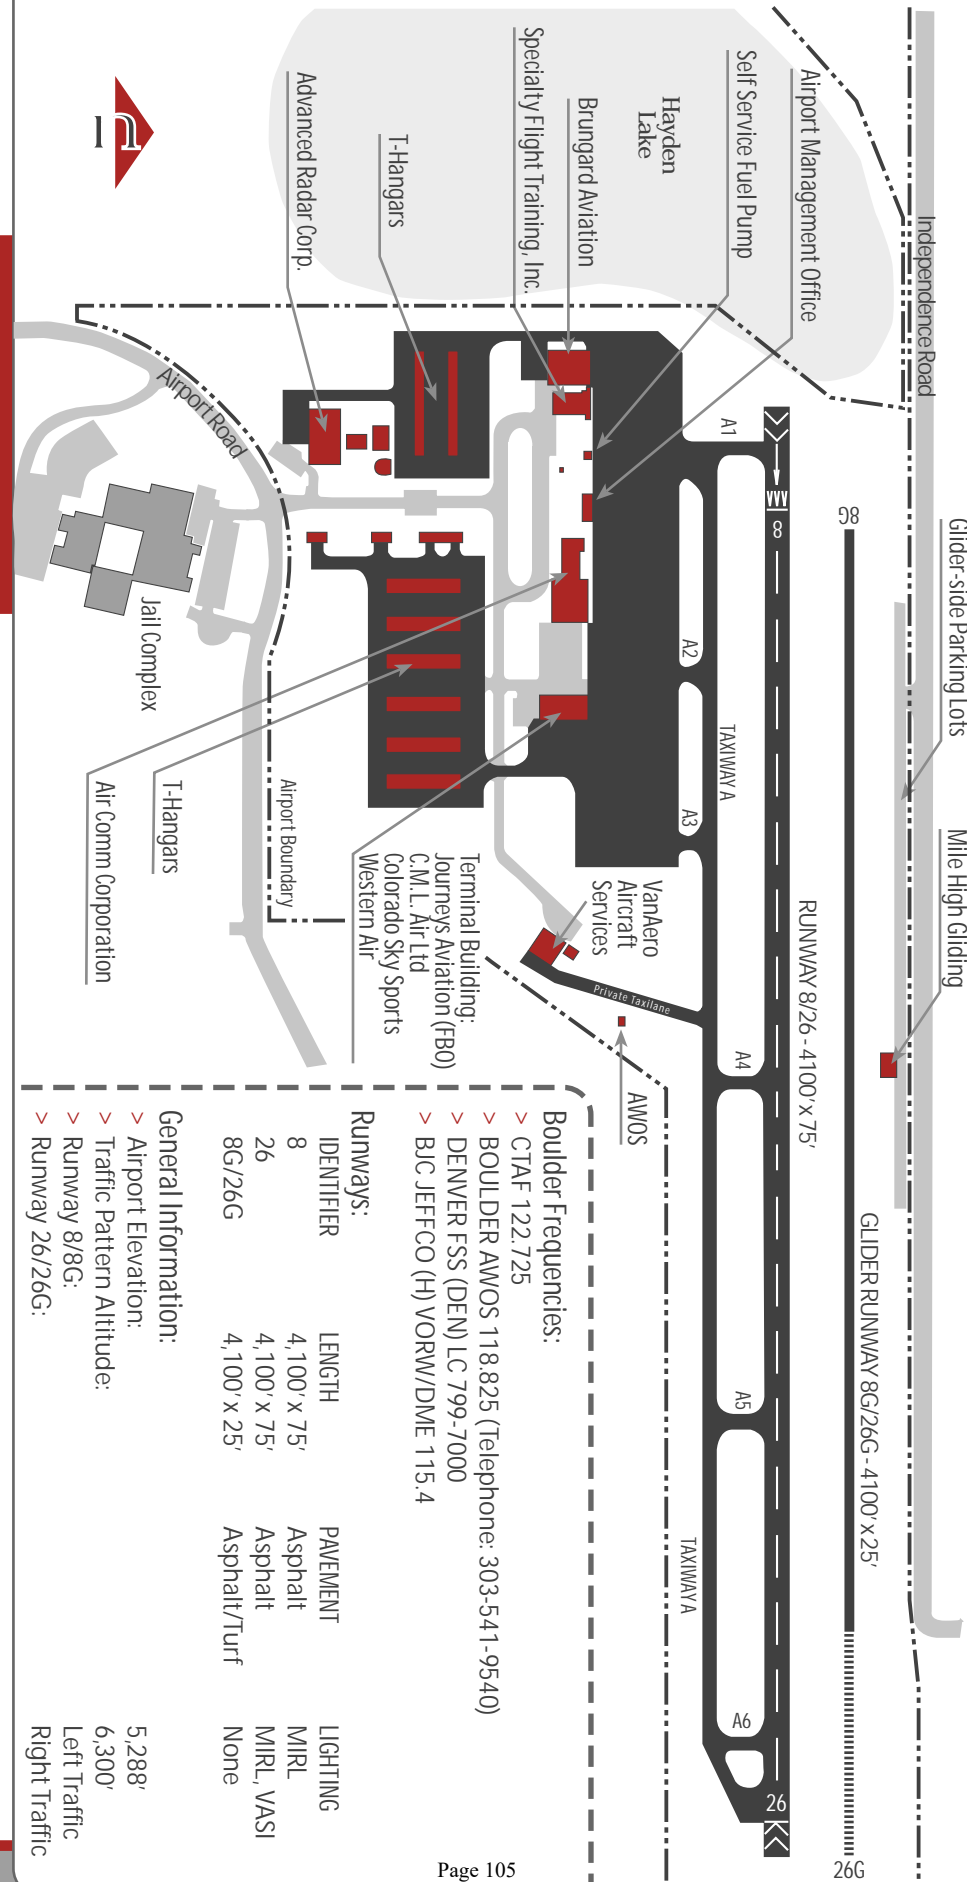 Independence Road
Glider-side Parking Lots
Mile High Gliding
8G
GLIDER RUNWAY 8G/26G - 4100' x 25'
26G
Airport Management Office
Self Service Fuel Pump
Hayden
Lake
Brungard Aviation
Specialty Flight Training, Inc.
T-Hangars
Advanced Radar Corp.
n
8
RUNWAY 8/26 - 4100' x 75'
26
A1
A2
TAXIWAY A
A3
A4
A5
A6
TAXIWAY A
VanAero
Aircraft
Services
Private Taxilane
AWOS
Terminal Building:
Journeys Aviation (FBO)
C.M.L. Air Ltd
Colorado Sky Sports
Western Air
Airport Boundary
T-Hangars
Air Comm Corporation
Airport Road
Jail Complex
Boulder Frequencies:
> CTAF 122.725
> BOULDER AWOS 118.825 (Telephone: 303-541-9540)
> DENVER FSS (DEN) LC 799-7000
> BJC JEFFCO (H) VORW/DME 115.4
Runways:
IDENTIFIER LENGTH PAVEMENT LIGHTING
8 4,100' x 75' Asphalt MIRL
26 4,100' x 75' Asphalt MIRL, VASI
8G/26G 4,100' x 25' Asphalt/Turf None
General Information:
> Airport Elevation: 5,288'
> Traffic Pattern Altitude: 6,300'
> Runway 8/8G: Left Traffic
> Runway 26/26G: Right Traffic
Page 105